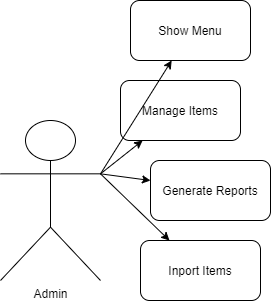 Show Menu
Manage Items
Generate Reports
Inport Items
Admin